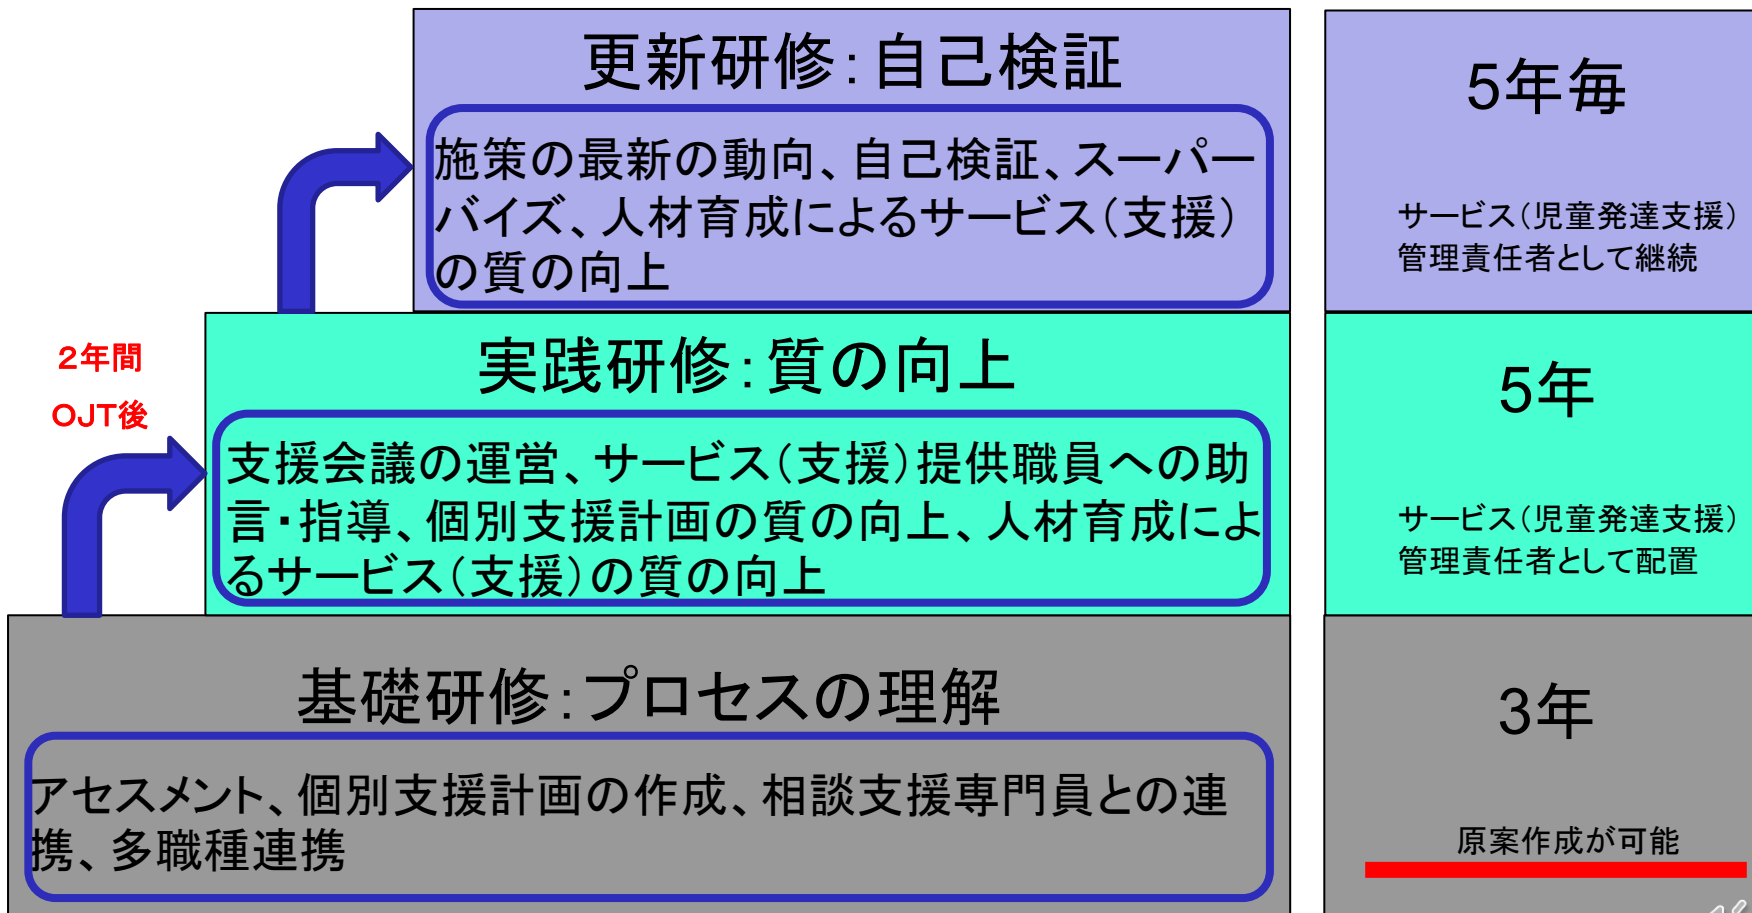 更新研修：自己検証
施策の最新の動向、自己検証、スーパー
バイズ、人材育成によるサービス（支援）
の質の向上
5年毎
サービス（児童発達支援）
管理責任者として継続
２年間
OJT後
実践研修：質の向上
支援会議の運営、サービス（支援）提供職員への助
言・指導、個別支援計画の質の向上、人材育成によ
るサービス（支援）の質の向上
5年
サービス（児童発達支援）
管理責任者として配置
基礎研修：プロセスの理解
アセスメント、個別支援計画の作成、相談支援専門員との連
携、多職種連携
3年
原案作成が可能